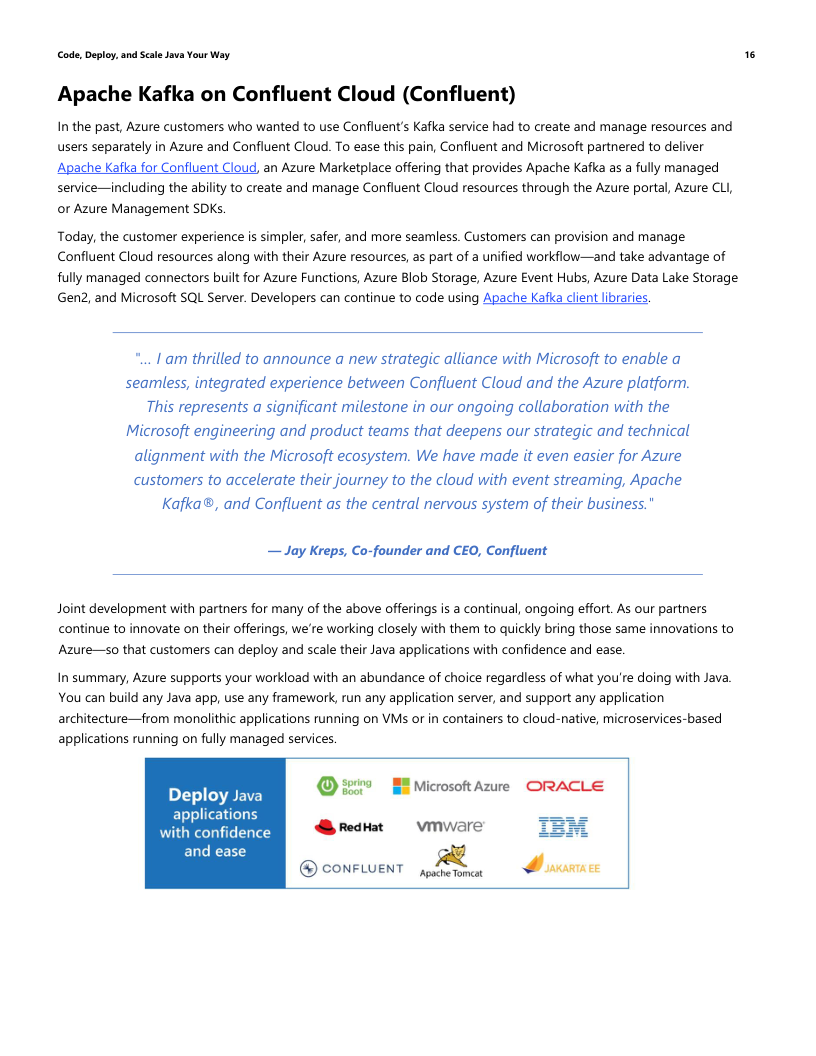 Code, Deploy, and Scale Java Your Way 16
Apache Kafka on Confluent Cloud (Confluent)
In the past, Azure customers who wanted to use Confluent’s Kafka service had to create and manage resources and
users separately in Azure and Confluent Cloud. To ease this pain, Confluent and Microsoft partnered to deliver
Apache Kafka for Confluent Cloud, an Azure Marketplace offering that provides Apache Kafka as a fully managed
service—including the ability to create and manage Confluent Cloud resources through the Azure portal, Azure CLI,
or Azure Management SDKs.
Today, the customer experience is simpler, safer, and more seamless. Customers can provision and manage
Confluent Cloud resources along with their Azure resources, as part of a unified workflow—and take advantage of
fully managed connectors built for Azure Functions, Azure Blob Storage, Azure Event Hubs, Azure Data Lake Storage
Gen2, and Microsoft SQL Server. Developers can continue to code using Apache Kafka client libraries.
"… I am thrilled to announce a new strategic alliance with Microsoft to enable a
seamless, integrated experience between Confluent Cloud and the Azure platform.
This represents a significant milestone in our ongoing collaboration with the
Microsoft engineering and product teams that deepens our strategic and technical
alignment with the Microsoft ecosystem. We have made it even easier for Azure
customers to accelerate their journey to the cloud with event streaming, Apache
Kafka®, and Confluent as the central nervous system of their business."
— Jay Kreps, Co-founder and CEO, Confluent
Joint development with partners for many of the above offerings is a continual, ongoing effort. As our partners
continue to innovate on their offerings, we’re working closely with them to quickly bring those same innovations to
Azure—so that customers can deploy and scale their Java applications with confidence and ease.
In summary, Azure supports your workload with an abundance of choice regardless of what you’re doing with Java.
You can build any Java app, use any framework, run any application server, and support any application
architecture—from monolithic applications running on VMs or in containers to cloud-native, microservices-based
applications running on fully managed services.
Deploy Java
applications
with confidence
and ease
Spring
Boot
Microsoft Azure
ORACLE
Red Hat
vmware
IBM
CONFLUENT
Apache Tomcat
JAKARTA EE